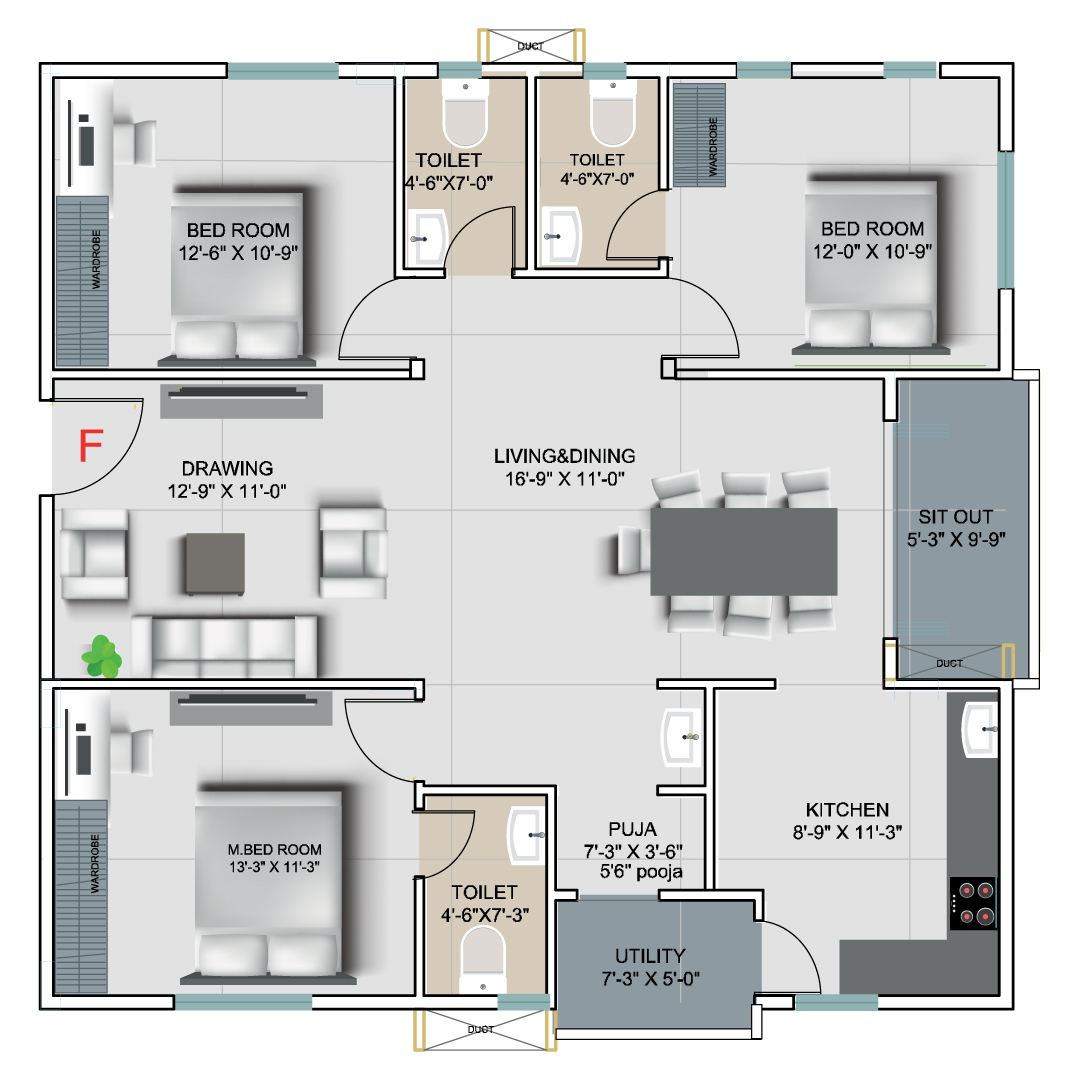 DUCT
TOILET
4'-6"X7'-0"
TOILET
4'-6"X7'-0"
WARDROBE
BED ROOM
12'-6" X 10'-9"
WARDROBE
BED ROOM
12'-0" X 10'-9"
F
DRAWING
12'-9" X 11'-0"
LIVING&DINING
16'-9" X 11'-0"
SIT OUT
5'-3" X 9'-9"
DUCT
M.BED ROOM
13'-3" X 11'-3"
WARDROBE
PUJA
7'-3" X 3'-6"
5'6" pooja
KITCHEN
8'-9" X 11'-3"
TOILET
4'-6"X7'-3"
UTILITY
7'-3" X 5'-0"
DUCT